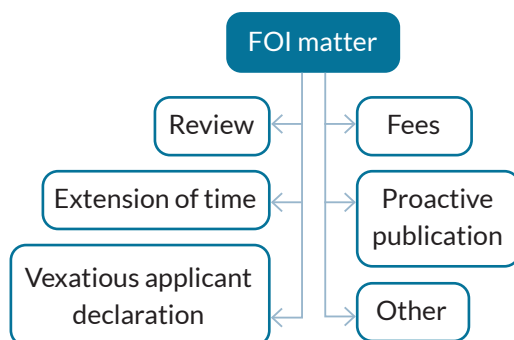 FOI matter
Review
Fees
Extension of time
Proactive
publication
Vexatious applicant
declaration
Other